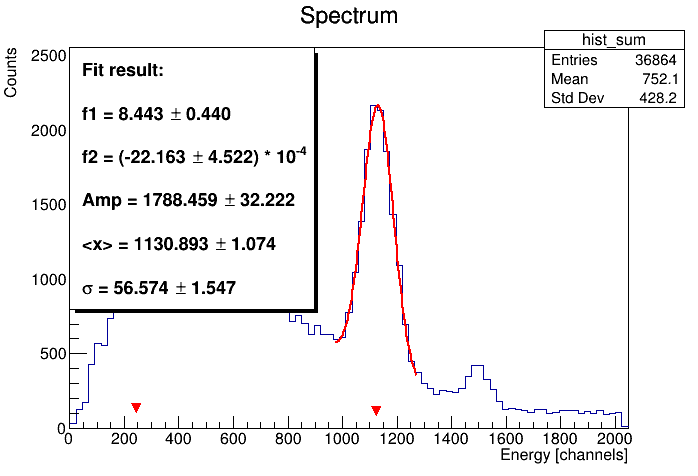 Spectrum
hist_sum
Entries 36864
Mean 752.1
Std Dev 428.2
Counts
2500
2000
1500
1000
500
0
Fit result:
f1 = 8.443 ± 0.440
f2 = (-22.163 ± 4.522) * 10⁻⁴
Amp = 1788.459 ± 32.222
<x> = 1130.893 ± 1.074
σ = 56.574 ± 1.547
0 200 400 600 800 1000 1200 1400 1600 1800 2000
Energy [channels]